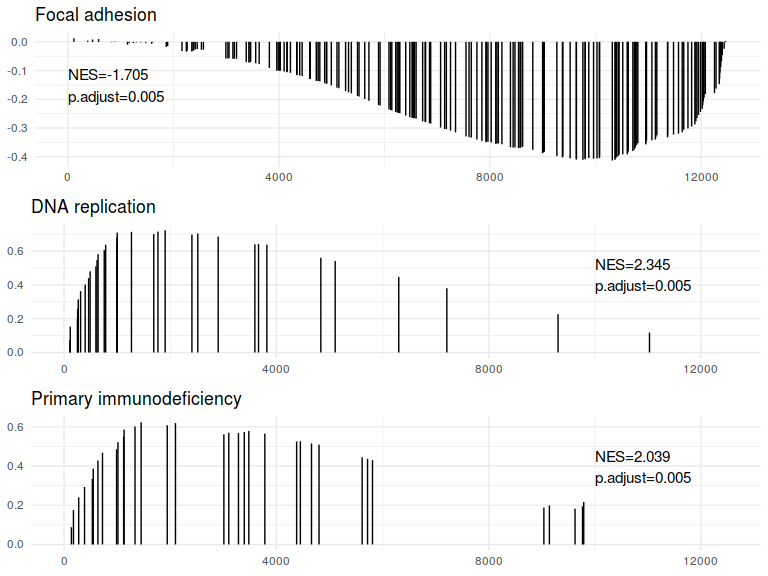 Focal adhesion
0.0
-0.1
-0.2
-0.3
-0.4
NES=-1.705
p.adjust=0.005
0 4000 8000 12000
DNA replication
0.6
0.4
0.2
0.0
NES=2.345
p.adjust=0.005
0 4000 8000 12000
Primary immunodeficiency
0.6
0.4
0.2
0.0
NES=2.039
p.adjust=0.005
0 4000 8000 12000